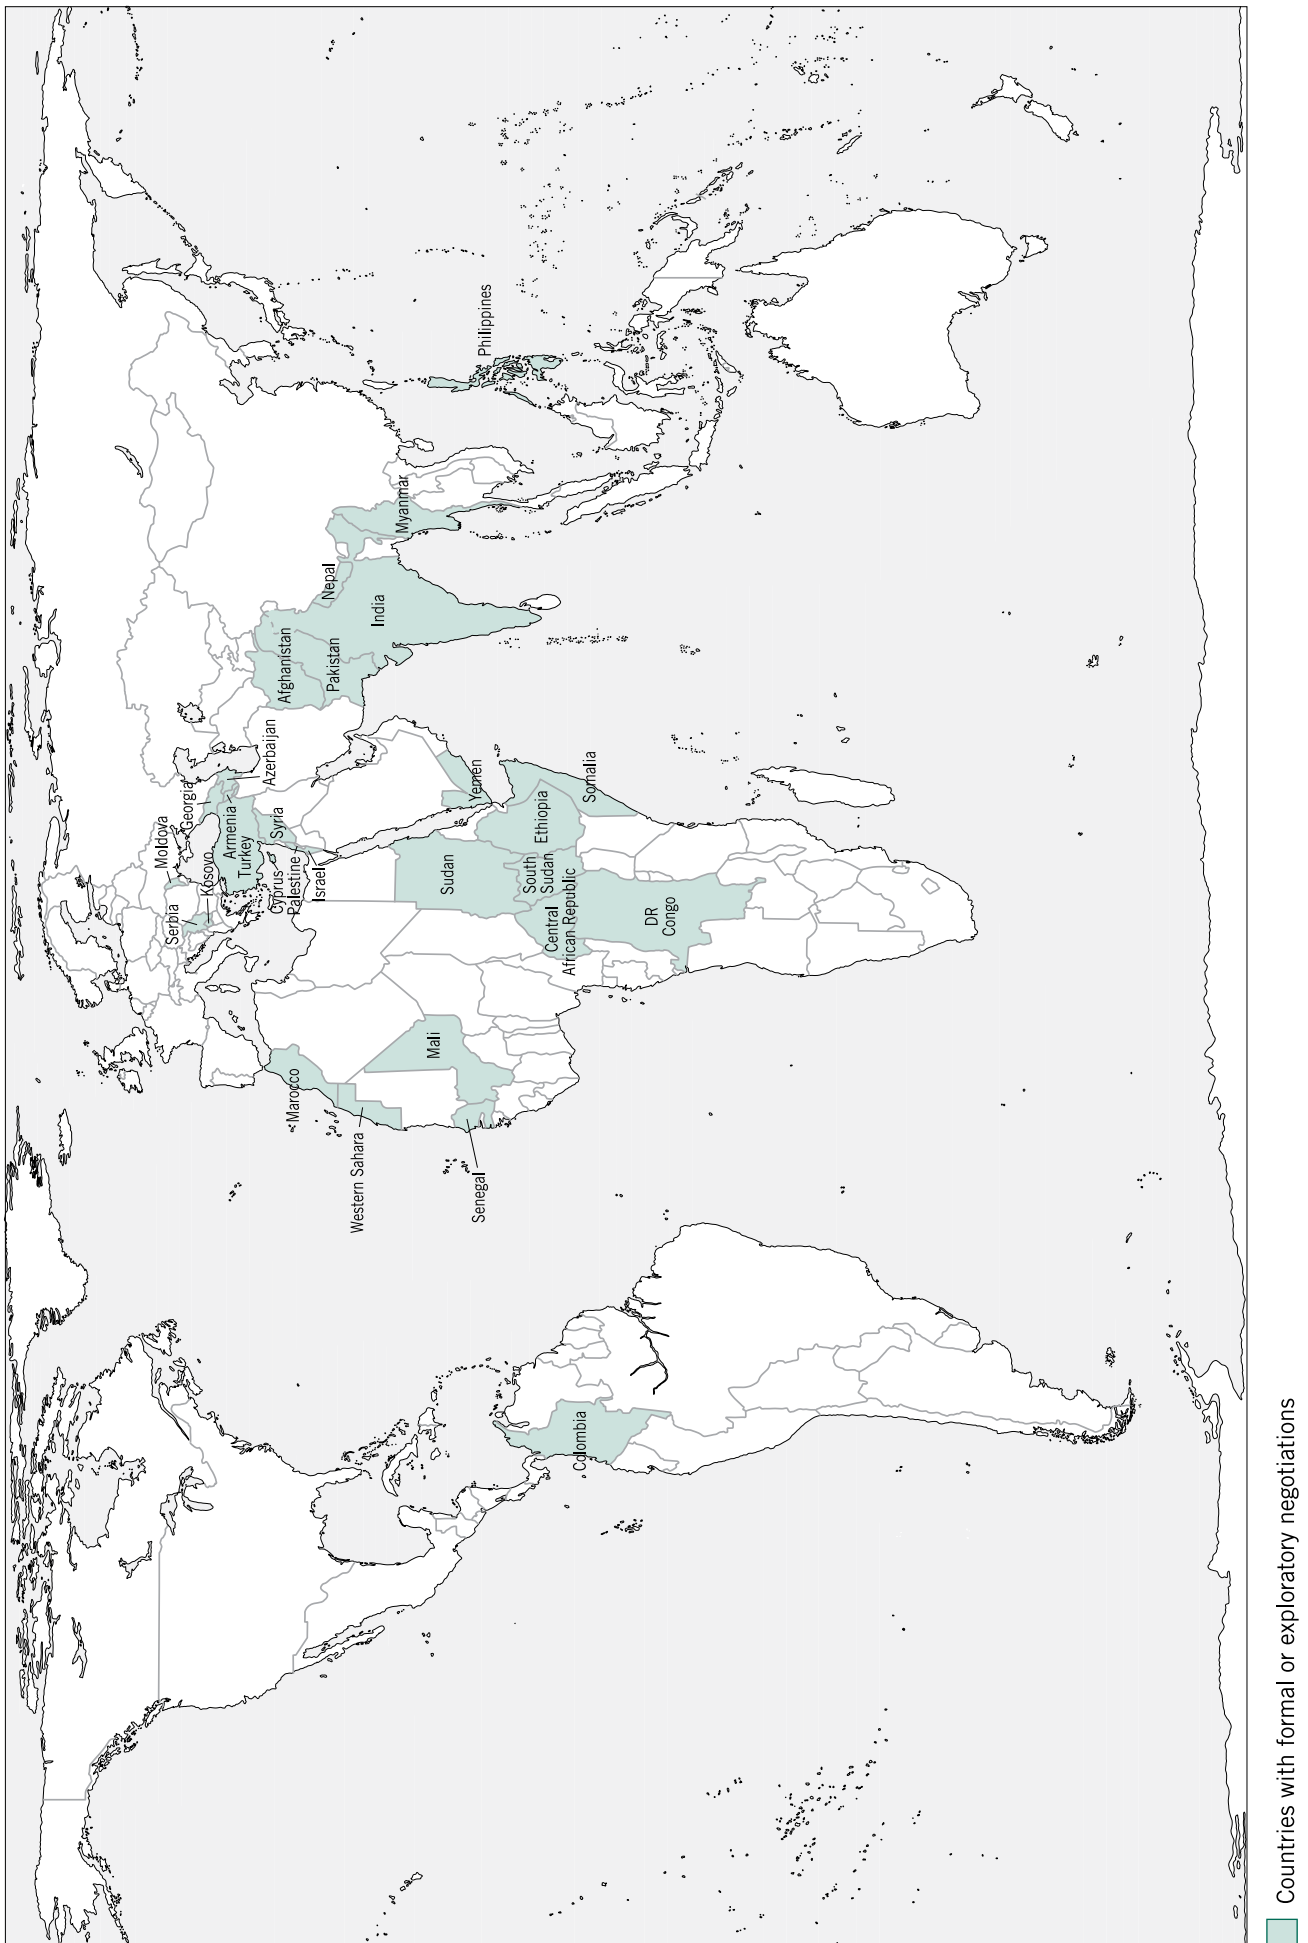 Moldova
Georgia
Serbia
Kosovo
Armenia
Azerbaijan
Turkey
Syria
Cyprus
Palestine
Israel
Afghanistan
Pakistan
Nepal
India
Myanmar
Philippines
Marocco
Western Sahara
Mali
Senegal
Sudan
Yemen
South
Sudan
Ethiopia
Somalia
Central
African Republic
DR
Congo
Colombia
Countries with formal or exploratory negotiations